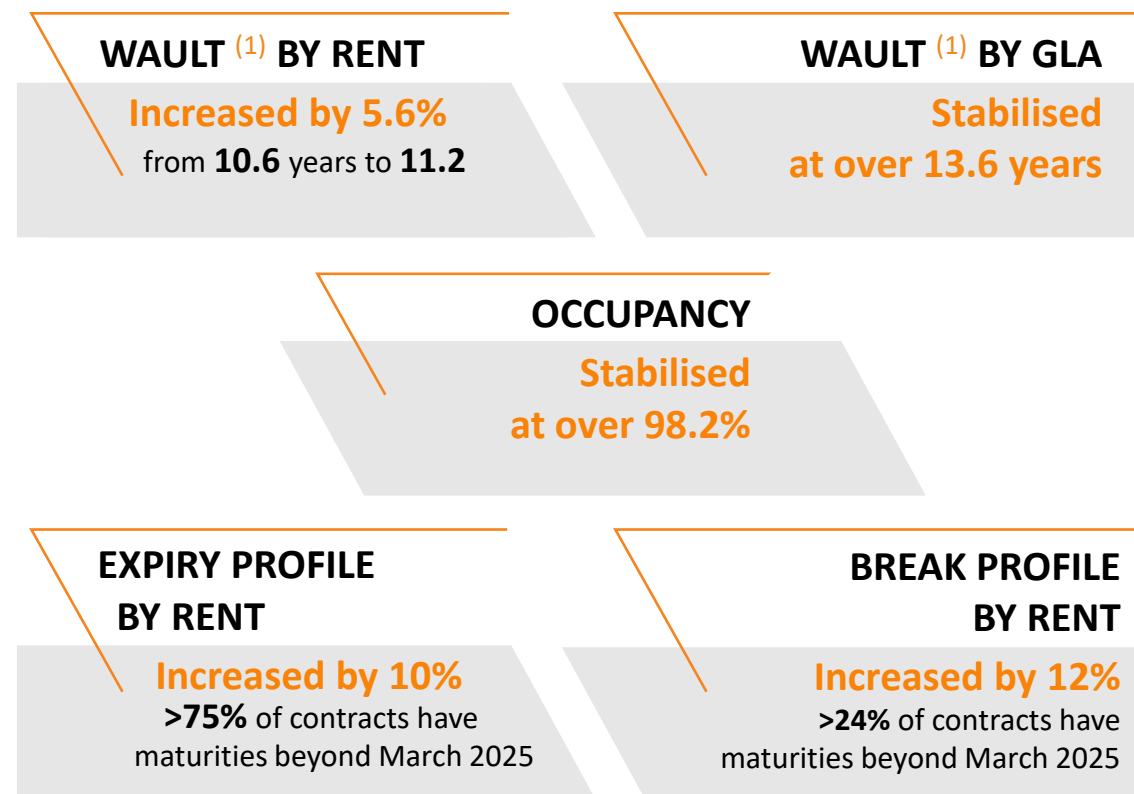 WAULT (1) BY RENT
Increased by 5.6%
from 10.6 years to 11.2
WAULT (1) BY GLA
Stabilised
at over 13.6 years
OCCUPANCY
Stabilised
at over 98.2%
EXPIRY PROFILE
BY RENT
Increased by 10%
>75% of contracts have
maturities beyond March 2025
BREAK PROFILE
BY RENT
Increased by 12%
>24% of contracts have
maturities beyond March 2025